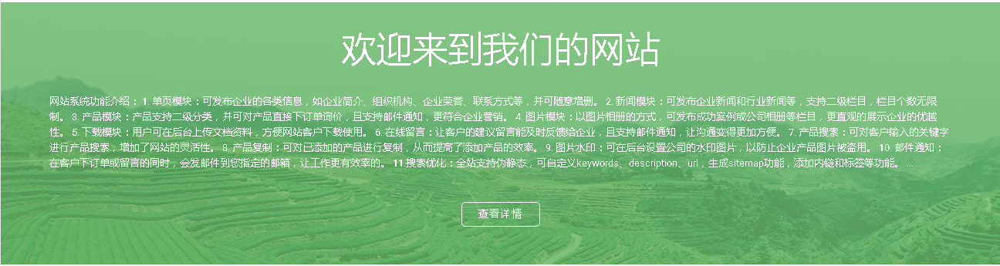 欢迎来到我们的网站
网站系统功能介绍： 1. 单页模块：可发布企业的各类信息，如企业简介、组织机构、企业荣誉、联系方式等，并可随意增删。 2. 新闻模块：可发布企业新闻和行业新闻等，支持二级栏目，栏目个数无限
制。 3. 产品模块：产品支持二级分类，并可对产品直接下订单询价，且支持邮件通知，更符合企业营销。 4. 图片模块：以图片相册的方式，可发布成功案例或公司相册等栏目，更直观的展示企业的优越
性。 5. 下载模块：用户可在后台上传文档资料，方便网站客户下载使用。 6. 在线留言：让客户的建议留言能及时反馈给企业，且支持邮件通知，让沟通变得更加方便。 7. 产品搜索：可对客户输入的关键字
进行产品搜索，增加了网站的灵活性。 8. 产品复制：可对已添加的产品进行复制，从而提高了添加产品的效率。 9. 图片水印：可在后台设置公司的水印图片，以防止企业产品图片被盗用。 10. 邮件通知：
在客户下订单或留言的同时，会发邮件到您指定的邮箱，让工作更有效率的。 11.搜索优化：全站支持伪静态，可自定义keywords、description、url，生成sitemap功能，添加内链和标签等功能。 ...
查看详情